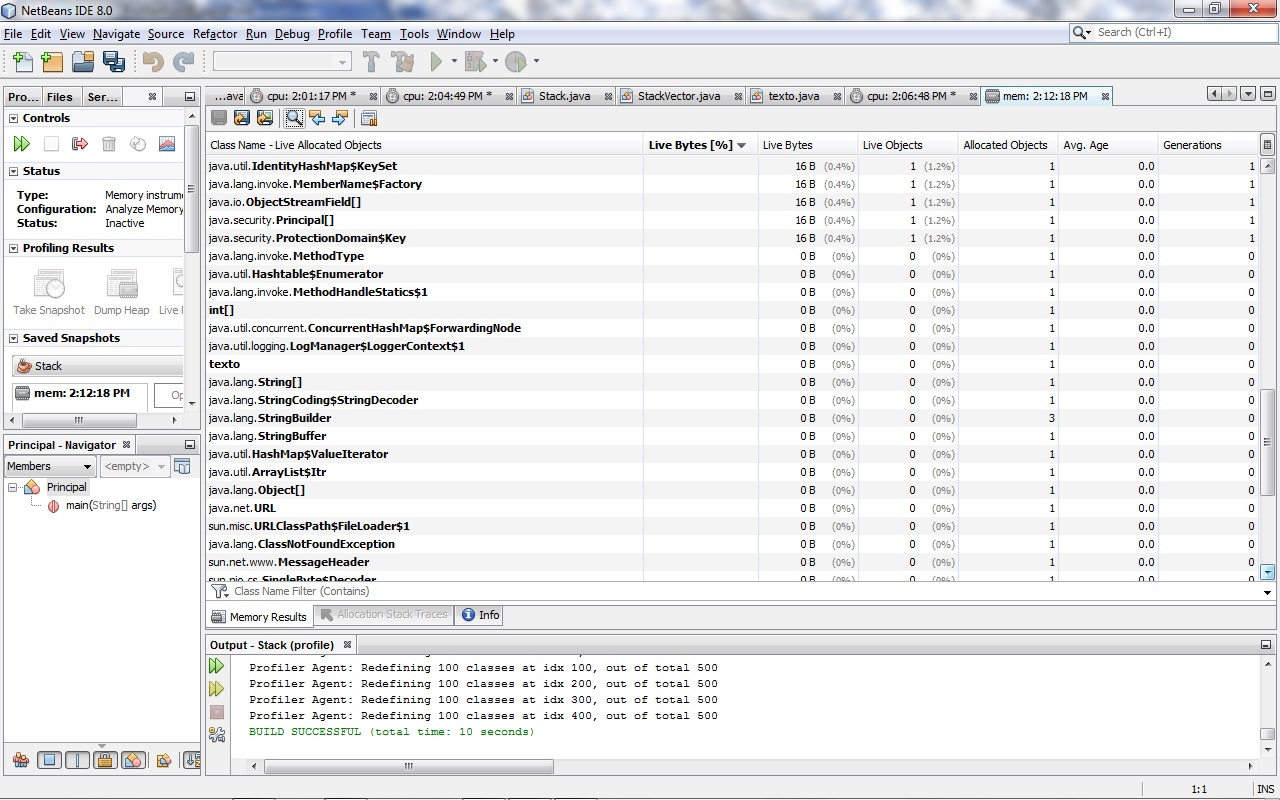 NetBeans IDE 8.0
File Edit View Navigate Source Refactor Run Debug Profile Team Tools Window Help
Search (Ctrl+I)
Pro... Files Ser...
...ava cpu: 2:01:17 PM * cpu: 2:04:49 PM * Stack.java StackVector.java texto.java cpu: 2:06:48 PM * mem: 2:12:18 PM
Controls
Status
Type: Memory instrum
Configuration: Analyze Memory
Status: Inactive
Profiling Results
Take Snapshot Dump Heap Live
Saved Snapshots
Stack
mem: 2:12:18 PM Op
Principal - Navigator
Members <empty>
Principal
main(String[] args)
Class Name - Live Allocated Objects Live Bytes [%] Live Bytes Live Objects Allocated Objects Avg. Age Generations
java.util.IdentityHashMap$KeySet 16 B (0.4%) 1 (1.2%) 1 0.0 1
java.lang.invoke.MemberName$Factory 16 B (0.4%) 1 (1.2%) 1 0.0 1
java.io.ObjectStreamField[] 16 B (0.4%) 1 (1.2%) 1 0.0 1
java.security.Principal[] 16 B (0.4%) 1 (1.2%) 1 0.0 1
java.security.ProtectionDomain$Key 16 B (0.4%) 1 (1.2%) 1 0.0 1
java.lang.invoke.MethodType 0 B (0%) 0 (0%) 1 0.0 0
java.util.Hashtable$Enumerator 0 B (0%) 0 (0%) 1 0.0 0
java.lang.invoke.MethodHandleStatics$1 0 B (0%) 0 (0%) 1 0.0 0
int[] 0 B (0%) 0 (0%) 1 0.0 0
java.util.concurrent.ConcurrentHashMap$ForwardingNode 0 B (0%) 0 (0%) 1 0.0 0
java.util.logging.LogManager$LoggerContext$1 0 B (0%) 0 (0%) 1 0.0 0
texto 0 B (0%) 0 (0%) 1 0.0 0
java.lang.String[] 0 B (0%) 0 (0%) 1 0.0 0
java.lang.StringCoding$StringDecoder 0 B (0%) 0 (0%) 1 0.0 0
java.lang.StringBuilder 0 B (0%) 0 (0%) 3 0.0 0
java.lang.StringBuffer 0 B (0%) 0 (0%) 1 0.0 0
java.util.HashMap$ValueIterator 0 B (0%) 0 (0%) 1 0.0 0
java.util.ArrayList$Itr 0 B (0%) 0 (0%) 1 0.0 0
java.lang.Object[] 0 B (0%) 0 (0%) 1 0.0 0
java.net.URL 0 B (0%) 0 (0%) 1 0.0 0
sun.misc.URLClassPath$FileLoader$1 0 B (0%) 0 (0%) 1 0.0 0
java.lang.ClassNotFoundException 0 B (0%) 0 (0%) 1 0.0 0
sun.net.www.MessageHeader 0 B (0%) 0 (0%) 1 0.0 0
sun.nio.cs.SingleByte$Decoder 0 B (0%) 0 (0%) 1 0.0 0
Class Name Filter (Contains)
Memory Results Allocation Stack Traces Info
Output - Stack (profile)
Profiler Agent: Redefining 100 classes at idx 100, out of total 500
Profiler Agent: Redefining 100 classes at idx 200, out of total 500
Profiler Agent: Redefining 100 classes at idx 300, out of total 500
Profiler Agent: Redefining 100 classes at idx 400, out of total 500
BUILD SUCCESSFUL (total time: 10 seconds)
1:1 INS